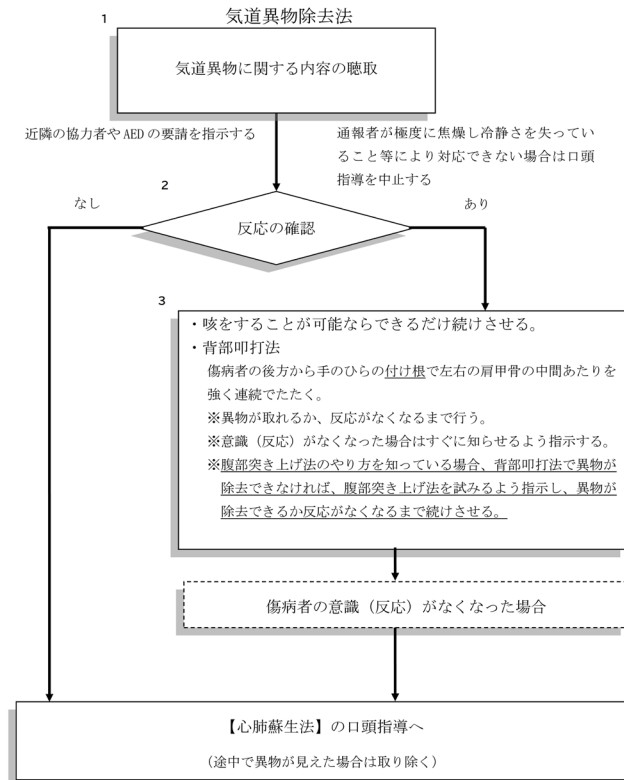 気道異物除去法
1
気道異物に関する内容の聴取
近隣の協力者やAEDの要請を指示する
通報者が極度に焦燥し冷静さを失ってい
ること等により対応できない場合は口頭
指導を中止する
2
なし
あり
反応の確認
3
・咳をすることが可能ならできるだけ続けさせる。
・背部叩打法
傷病者の後方から手のひらの付け根で左右の肩甲骨の中間あたりを
強く連続でたたく。
※異物が取れるか、反応がなくなるまで行う。
※意識（反応）がなくなった場合はすぐに知らせるよう指示する。
※腹部突き上げ法のやり方を知っている場合、背部叩打法で異物が
除去できなければ、腹部突き上げ法を試みるよう指示し、異物が
除去できるか反応がなくなるまで続けさせる。
傷病者の意識（反応）がなくなった場合
【心肺蘇生法】の口頭指導へ
（途中で異物が見えた場合は取り除く）